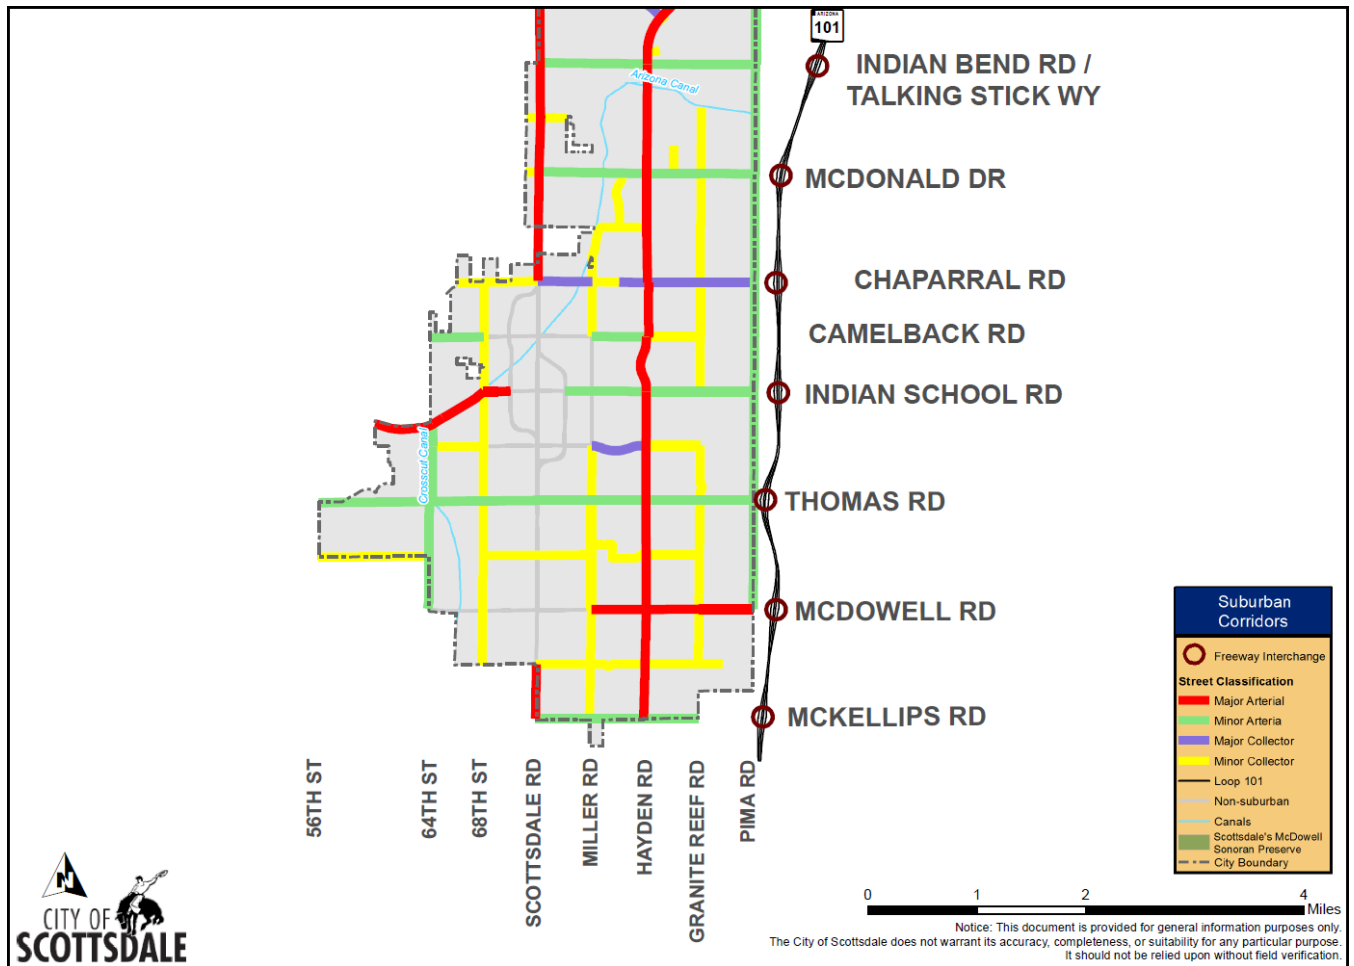 ARIZONA
101
INDIAN BEND RD /
TALKING STICK WY
Arizona Canal
MCDONALD DR
CHAPARRAL RD
CAMELBACK RD
INDIAN SCHOOL RD
Crosscut Canal
THOMAS RD
MCDOWELL RD
MCKELLIPS RD
56TH ST
64TH ST
68TH ST
SCOTTSDALE RD
MILLER RD
HAYDEN RD
GRANITE REEF RD
PIMA RD
Suburban
Corridors
Freeway Interchange
Street Classification
Major Arterial
Minor Arteria
Major Collector
Minor Collector
Loop 101
Non-suburban
Canals
Scottsdale's McDowell
Sonoran Preserve
City Boundary
N
CITY OF
SCOTTSDALE
0 1 2 4
Miles
Notice: This document is provided for general information purposes only.
The City of Scottsdale does not warrant its accuracy, completeness, or suitability for any particular purpose.
It should not be relied upon without field verification.